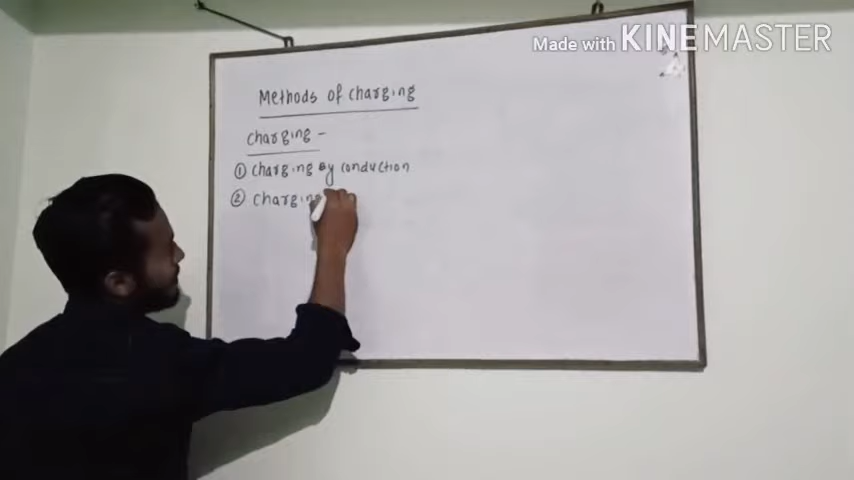 Made with KINEMASTER
Methods of charging
charging -
① charging by conduction
② charging